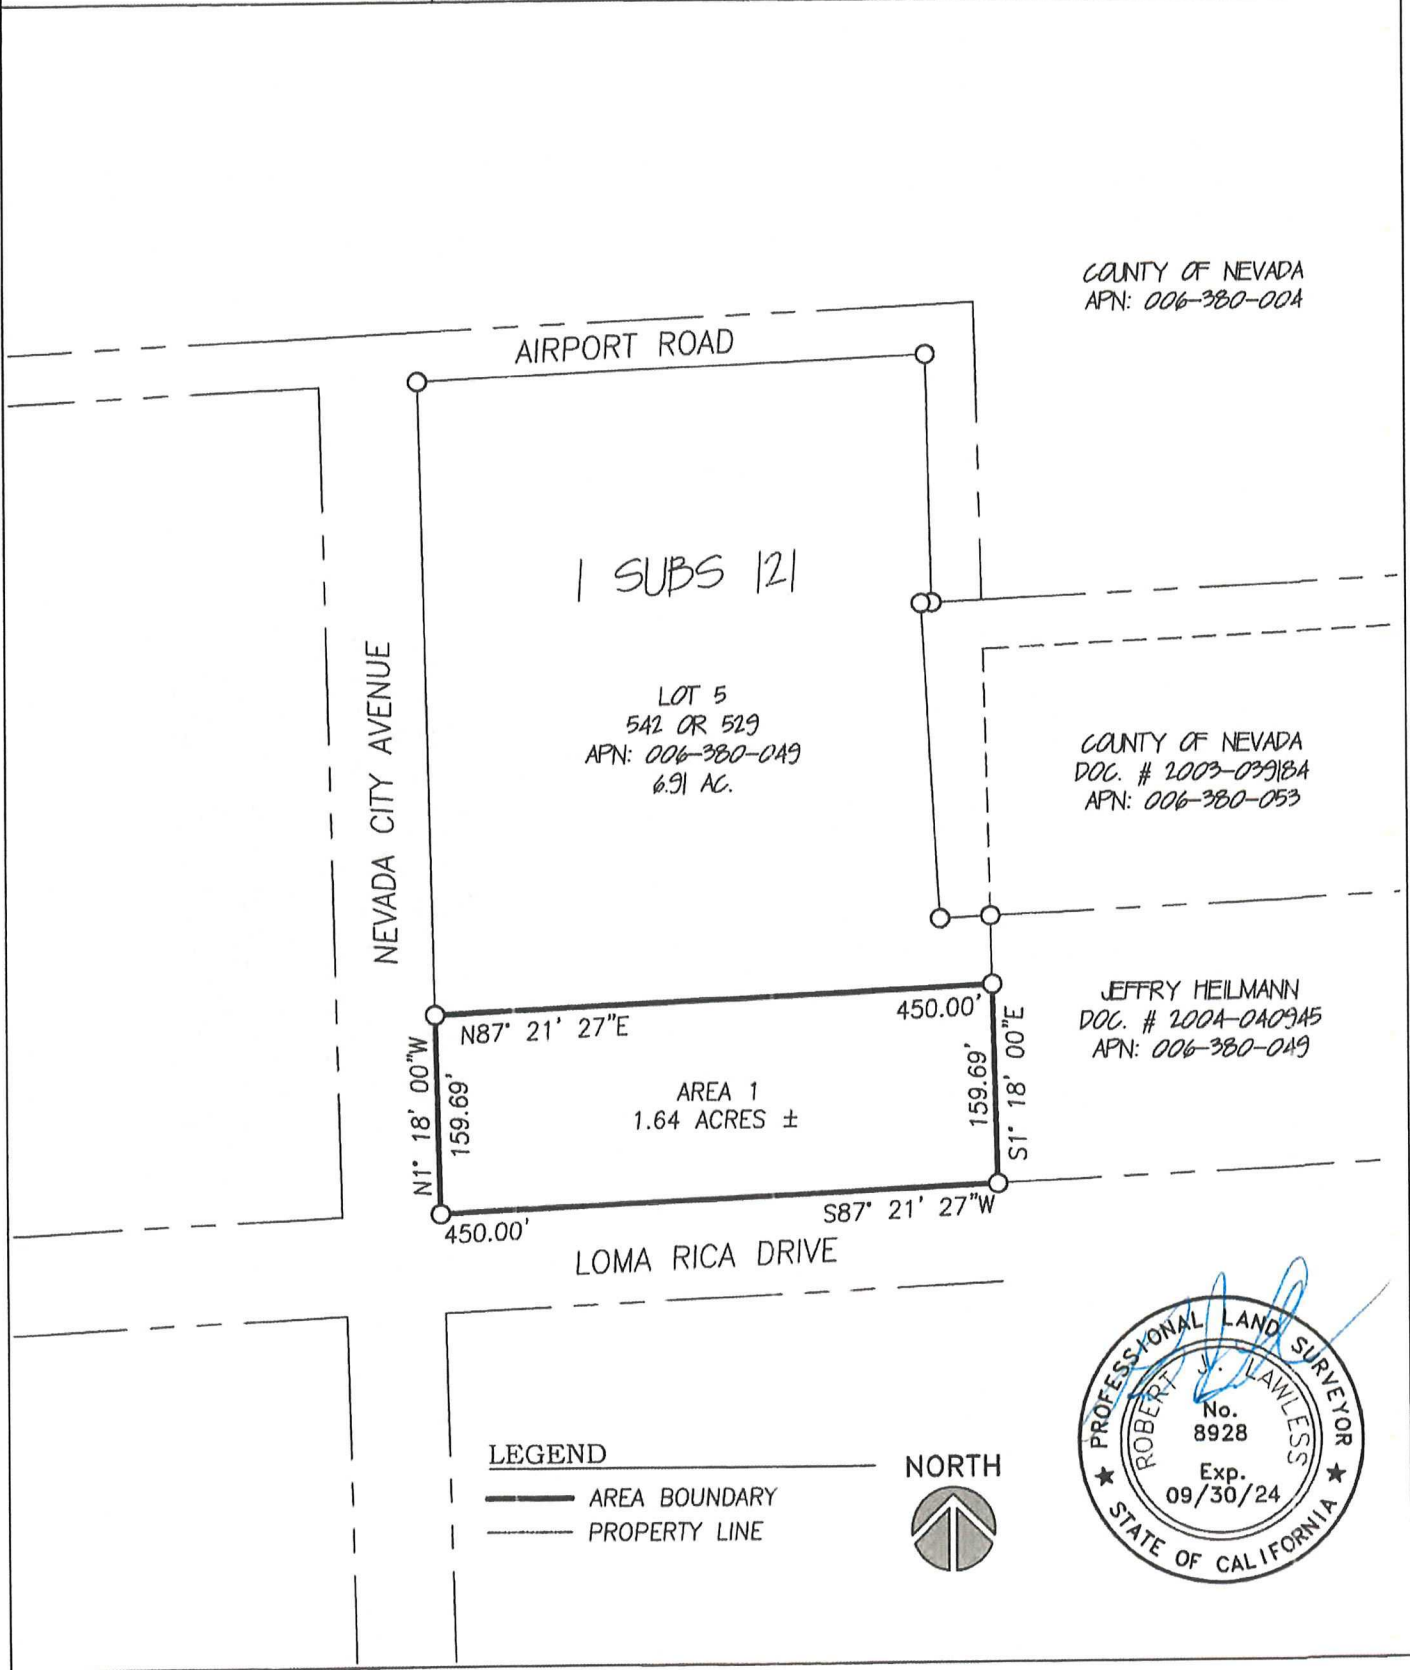 COUNTY OF NEVADA
APN: 006-380-004
AIRPORT ROAD
1 SUBS 121
NEVADA CITY AVENUE
LOT 5
542 OR 529
APN: 006-380-049
6.91 AC.
COUNTY OF NEVADA
DOC. # 2003-039184
APN: 006-380-053
JEFFRY HEILMANN
DOC. # 2004-040945
APN: 006-380-049
N87° 21' 27"E
450.00'
N1° 18' 00"W
159.69'
AREA 1
1.64 ACRES ±
159.69'
S1° 18' 00"E
S87° 21' 27"W
450.00'
LOMA RICA DRIVE
LEGEND
AREA BOUNDARY
PROPERTY LINE
NORTH
PROFESSIONAL LAND SURVEYOR
ROBERT J. LAWLESS
No.
8928
Exp.
09/30/24
STATE OF CALIFORNIA